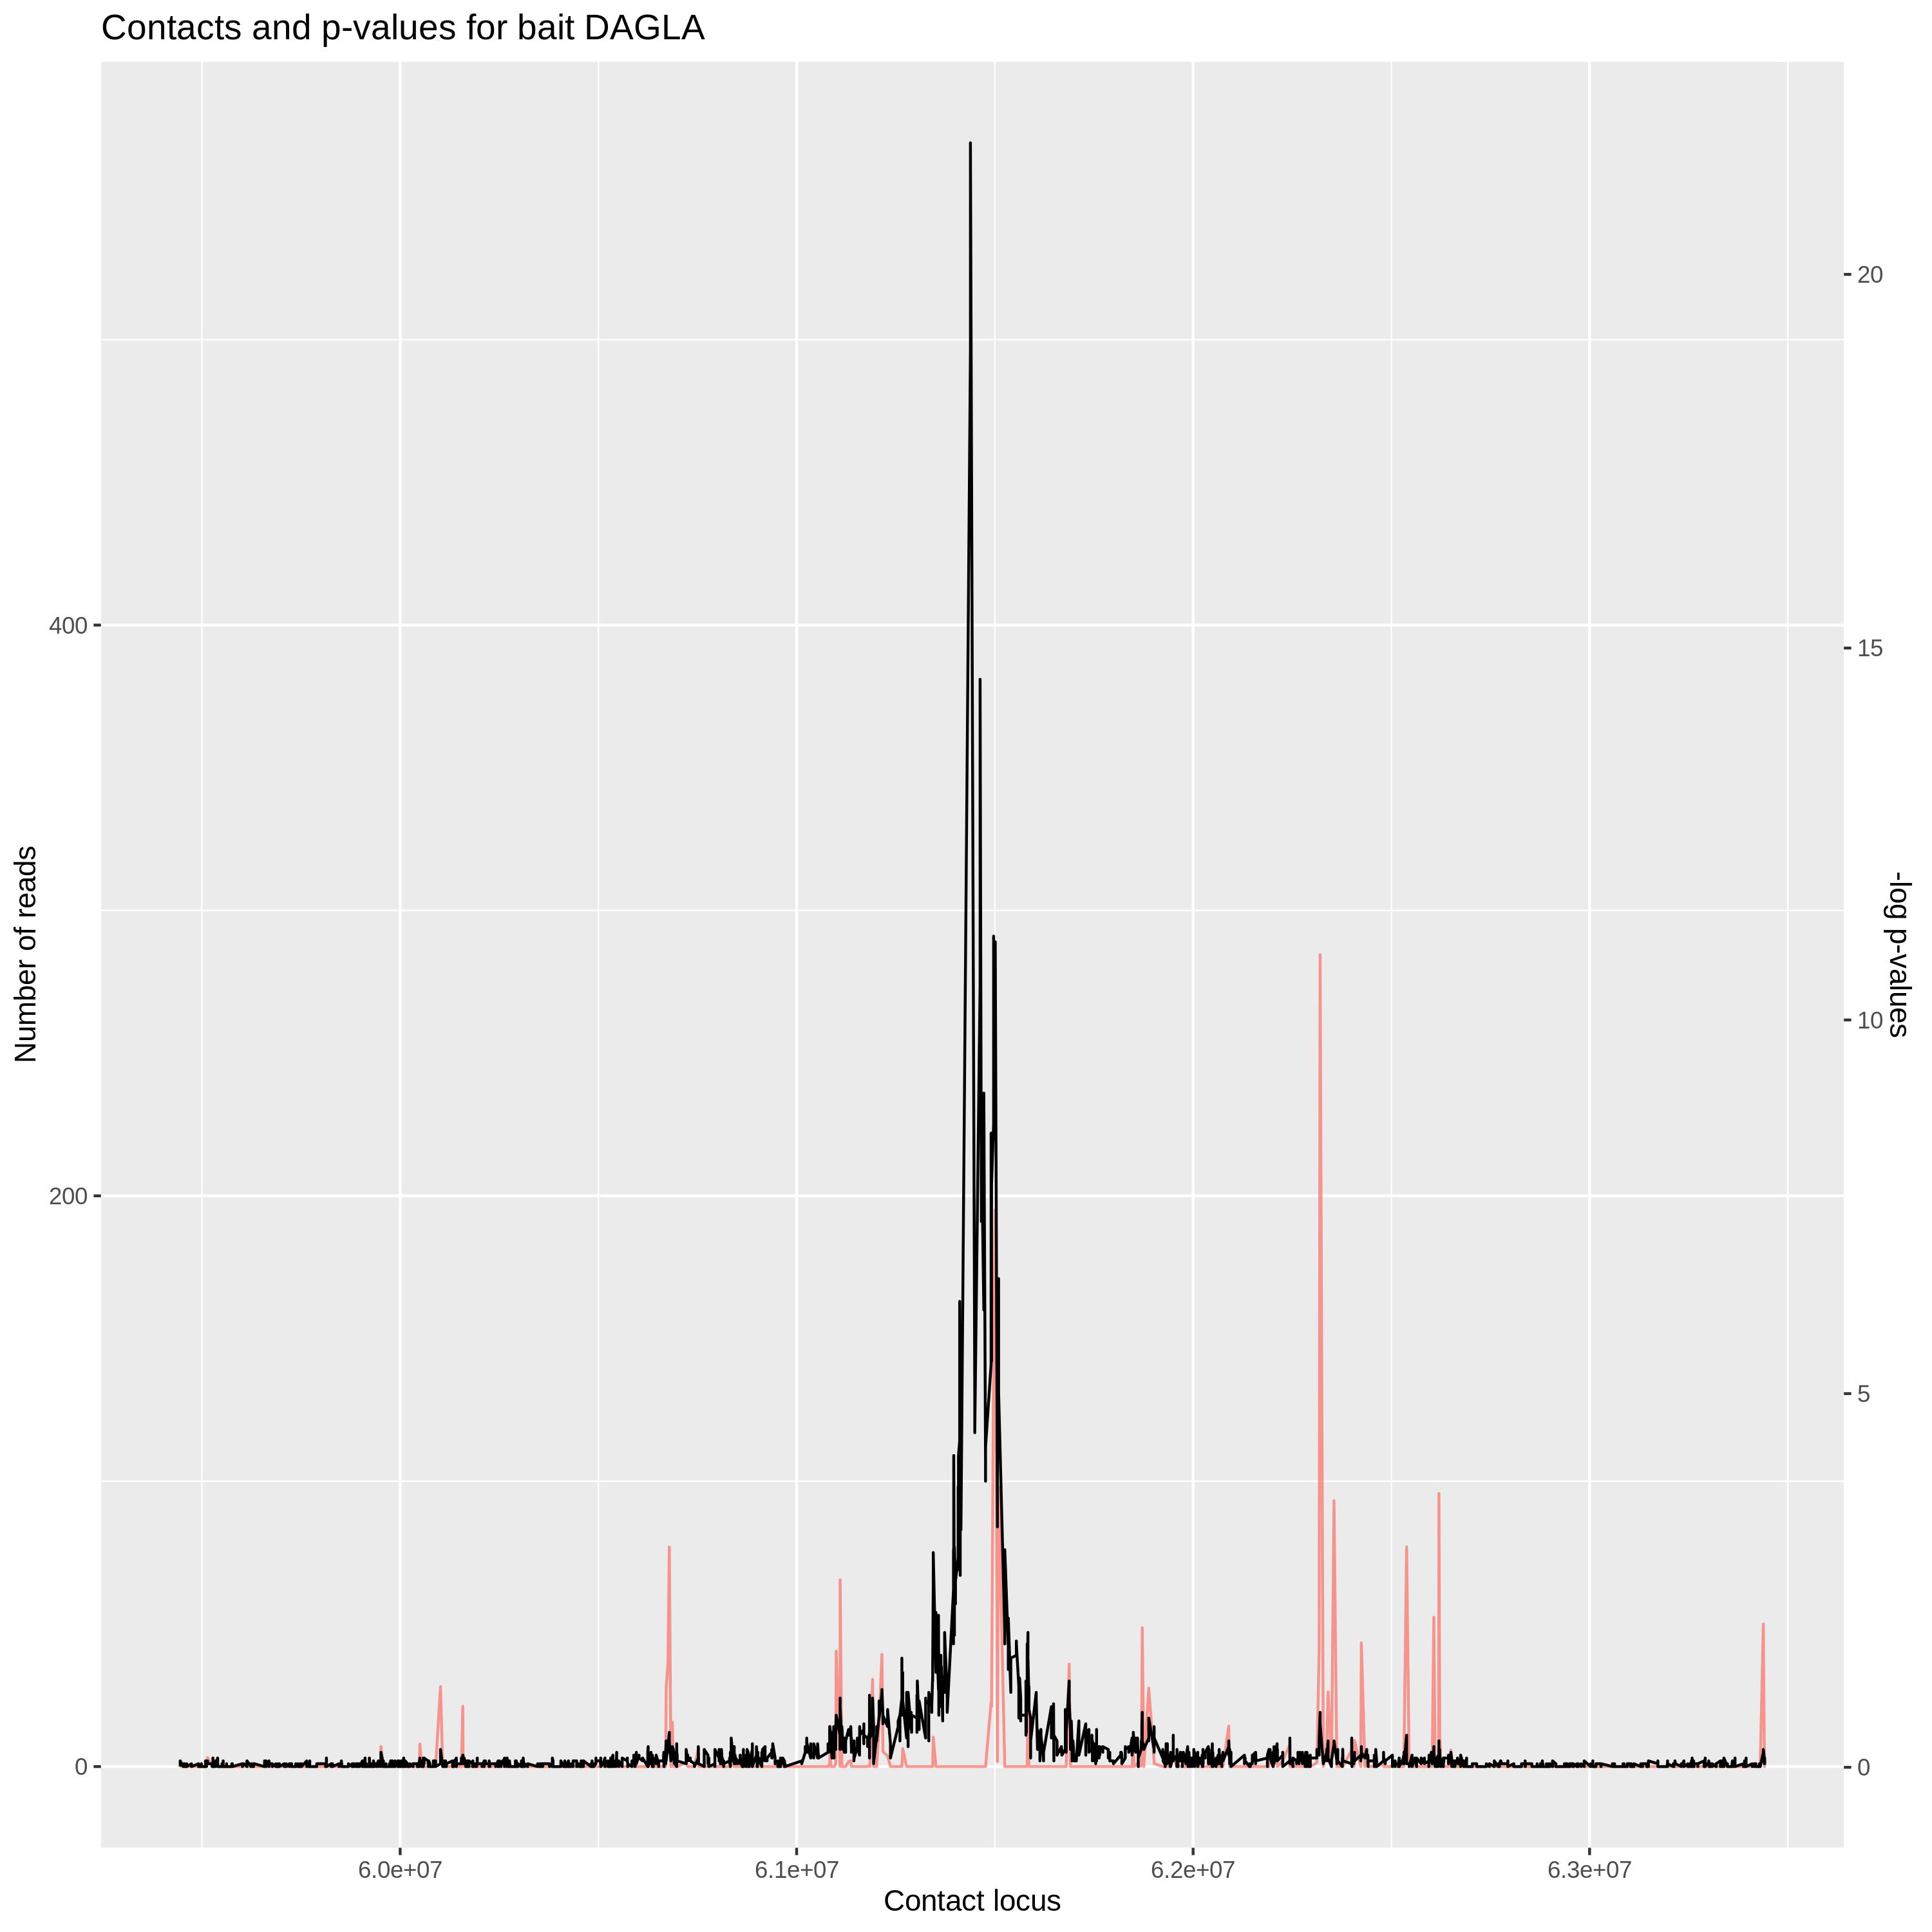 Contacts and p-values for bait DAGLA
Number of reads
400
200
0
20
15
10
5
0
-log p-values
6.0e+07
6.1e+07
6.2e+07
6.3e+07
Contact locus